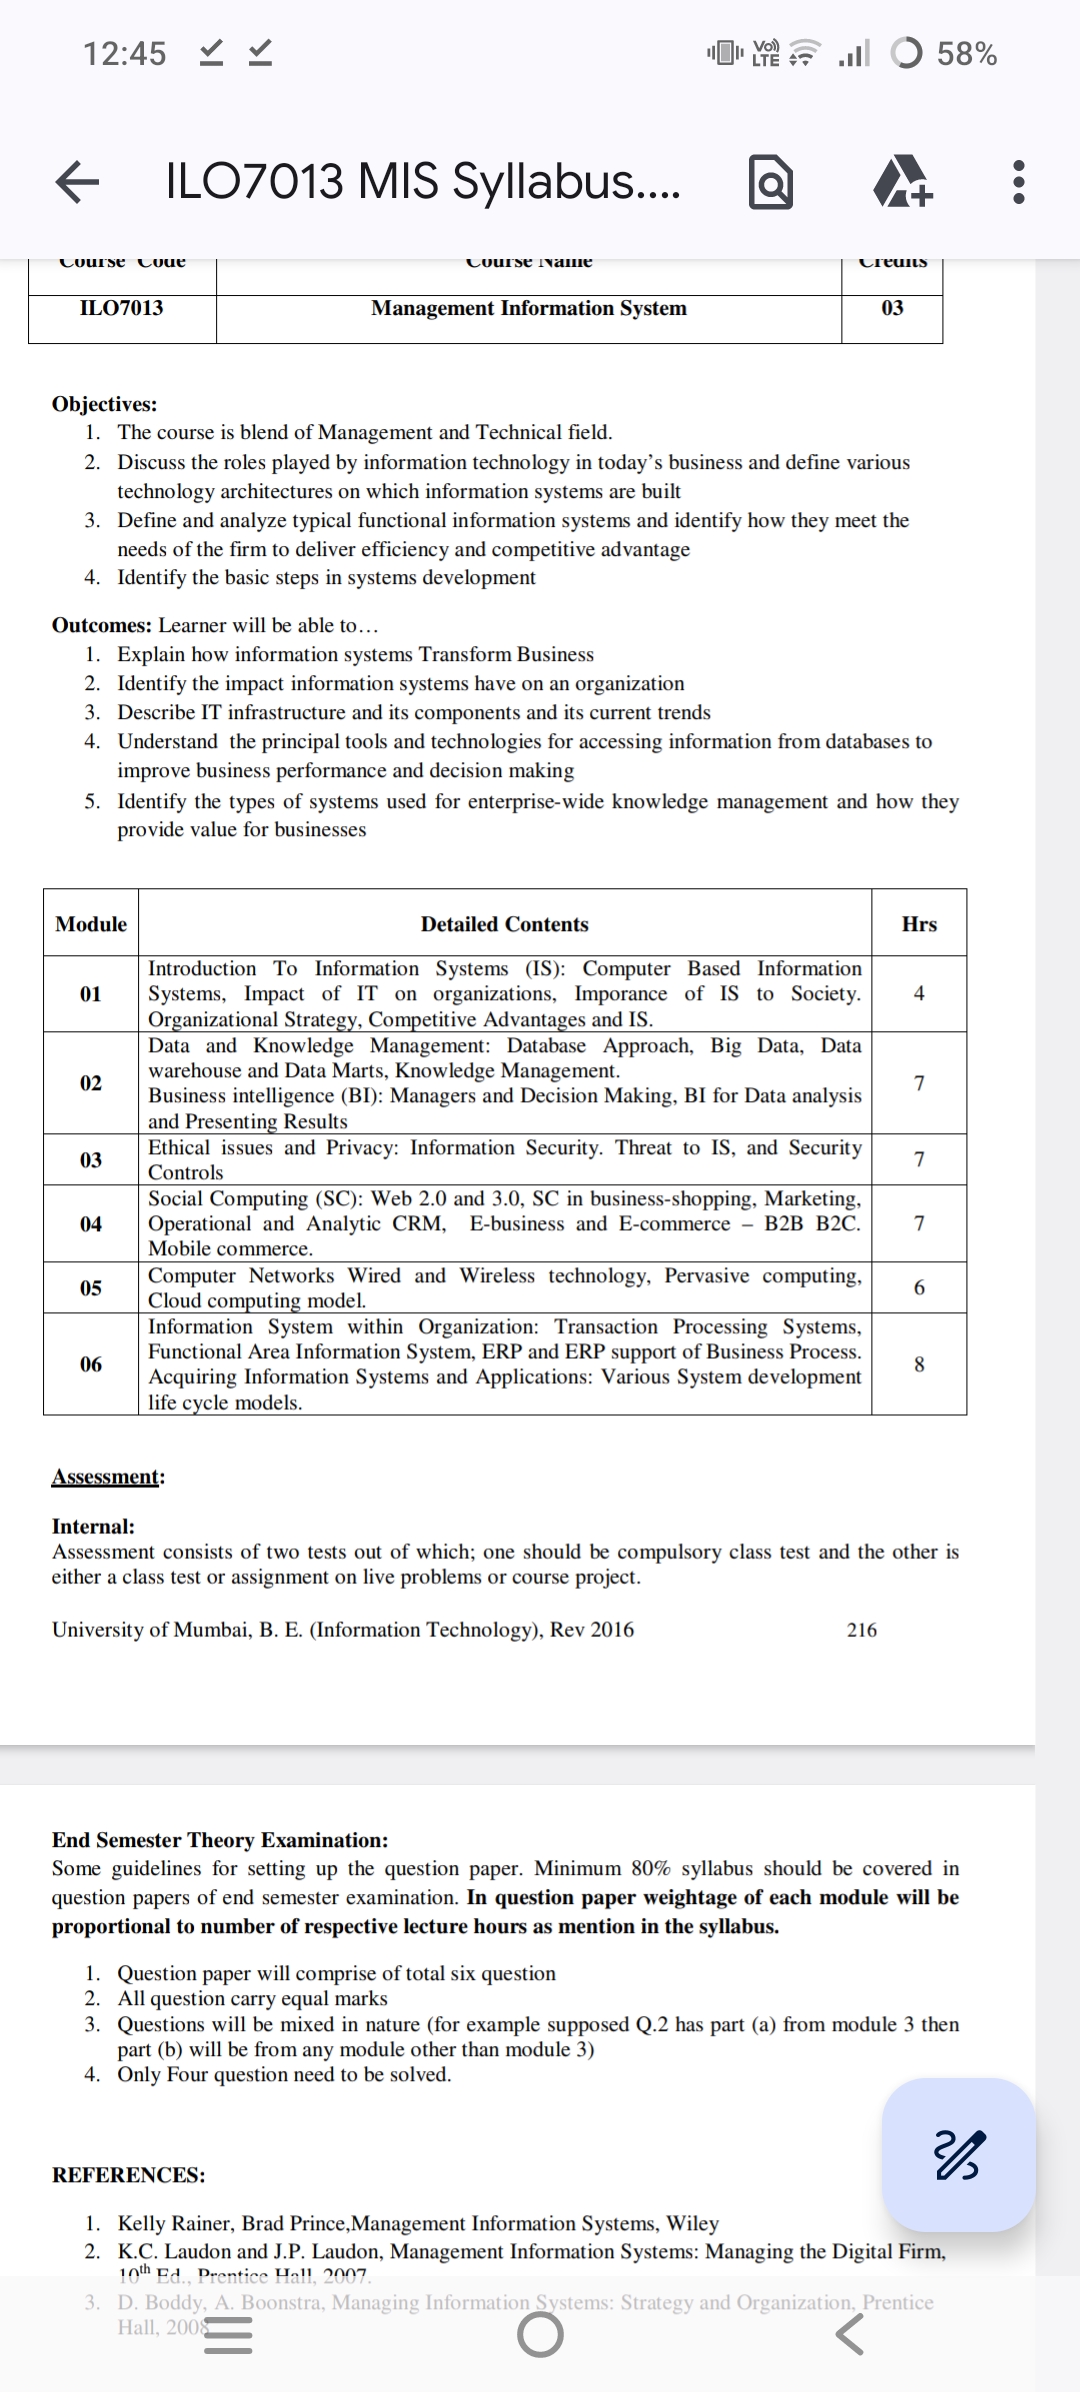 12:45
Vo))
LTE
58%
ILO7013 MIS Syllabus....
Course Code Course Name Credits
ILO7013 Management Information System 03
Objectives:
1. The course is blend of Management and Technical field.
2. Discuss the roles played by information technology in today's business and define various
technology architectures on which information systems are built
3. Define and analyze typical functional information systems and identify how they meet the
needs of the firm to deliver efficiency and competitive advantage
4. Identify the basic steps in systems development
Outcomes: Learner will be able to…
1. Explain how information systems Transform Business
2. Identify the impact information systems have on an organization
3. Describe IT infrastructure and its components and its current trends
4. Understand the principal tools and technologies for accessing information from databases to
improve business performance and decision making
5. Identify the types of systems used for enterprise-wide knowledge management and how they
provide value for businesses
Module Detailed Contents Hrs
Introduction To Information Systems (IS): Computer Based Information
01 Systems, Impact of IT on organizations, Imporance of IS to Society. 4
Organizational Strategy, Competitive Advantages and IS.
Data and Knowledge Management: Database Approach, Big Data, Data
warehouse and Data Marts, Knowledge Management.
02 7
Business intelligence (BI): Managers and Decision Making, BI for Data analysis
and Presenting Results
Ethical issues and Privacy: Information Security. Threat to IS, and Security
03 7
Controls
Social Computing (SC): Web 2.0 and 3.0, SC in business-shopping, Marketing,
04 Operational and Analytic CRM, E-business and E-commerce – B2B B2C. 7
Mobile commerce.
Computer Networks Wired and Wireless technology, Pervasive computing,
05 6
Cloud computing model.
Information System within Organization: Transaction Processing Systems,
Functional Area Information System, ERP and ERP support of Business Process.
06 8
Acquiring Information Systems and Applications: Various System development
life cycle models.
Assessment:
Internal:
Assessment consists of two tests out of which; one should be compulsory class test and the other is
either a class test or assignment on live problems or course project.
University of Mumbai, B. E. (Information Technology), Rev 2016 216
End Semester Theory Examination:
Some guidelines for setting up the question paper. Minimum 80% syllabus should be covered in
question papers of end semester examination. In question paper weightage of each module will be
proportional to number of respective lecture hours as mention in the syllabus.
1. Question paper will comprise of total six question
2. All question carry equal marks
3. Questions will be mixed in nature (for example supposed Q.2 has part (a) from module 3 then
part (b) will be from any module other than module 3)
4. Only Four question need to be solved.
REFERENCES:
1. Kelly Rainer, Brad Prince,Management Information Systems, Wiley
2. K.C. Laudon and J.P. Laudon, Management Information Systems: Managing the Digital Firm,
10th Ed., Prentice Hall, 2007.
3. D. Boddy, A. Boonstra, Managing Information Systems: Strategy and Organization, Prentice
Hall, 2008